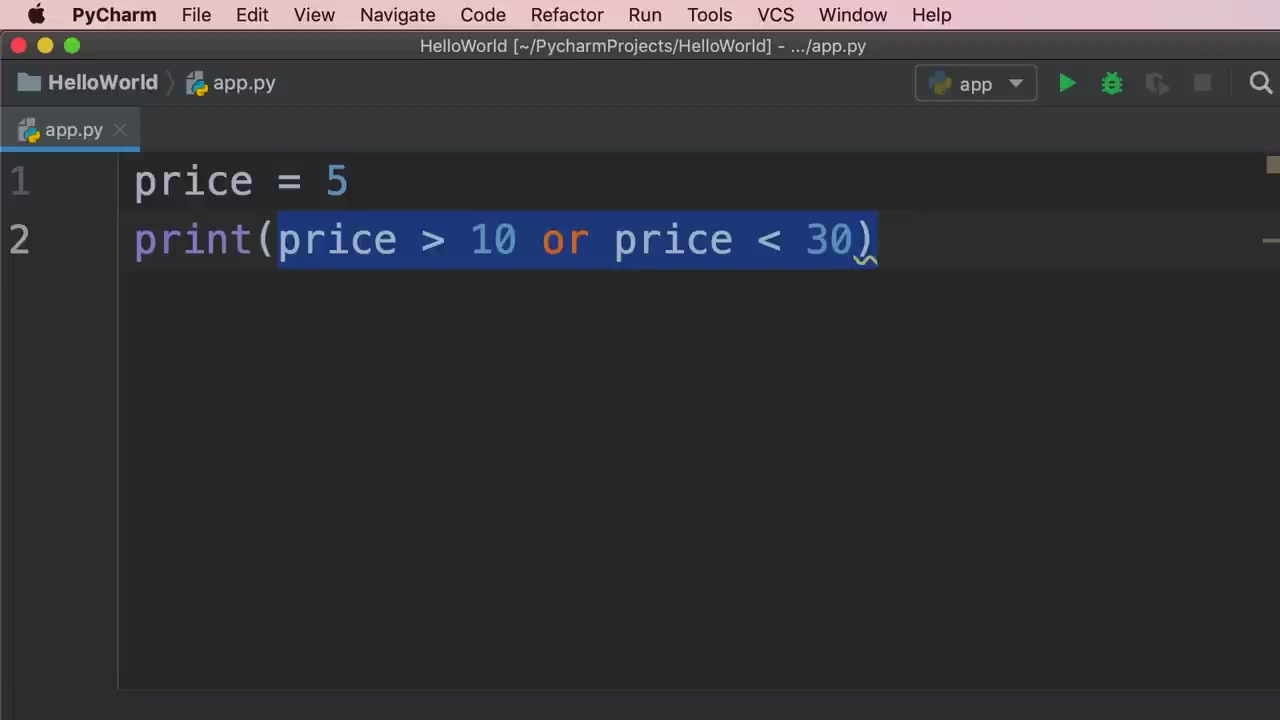 PyCharm File Edit View Navigate Code Refactor Run Tools VCS Window Help
HelloWorld [~/PycharmProjects/HelloWorld] - .../app.py
HelloWorld app.py app
app.py
1 price = 5
2 print(price > 10 or price < 30)